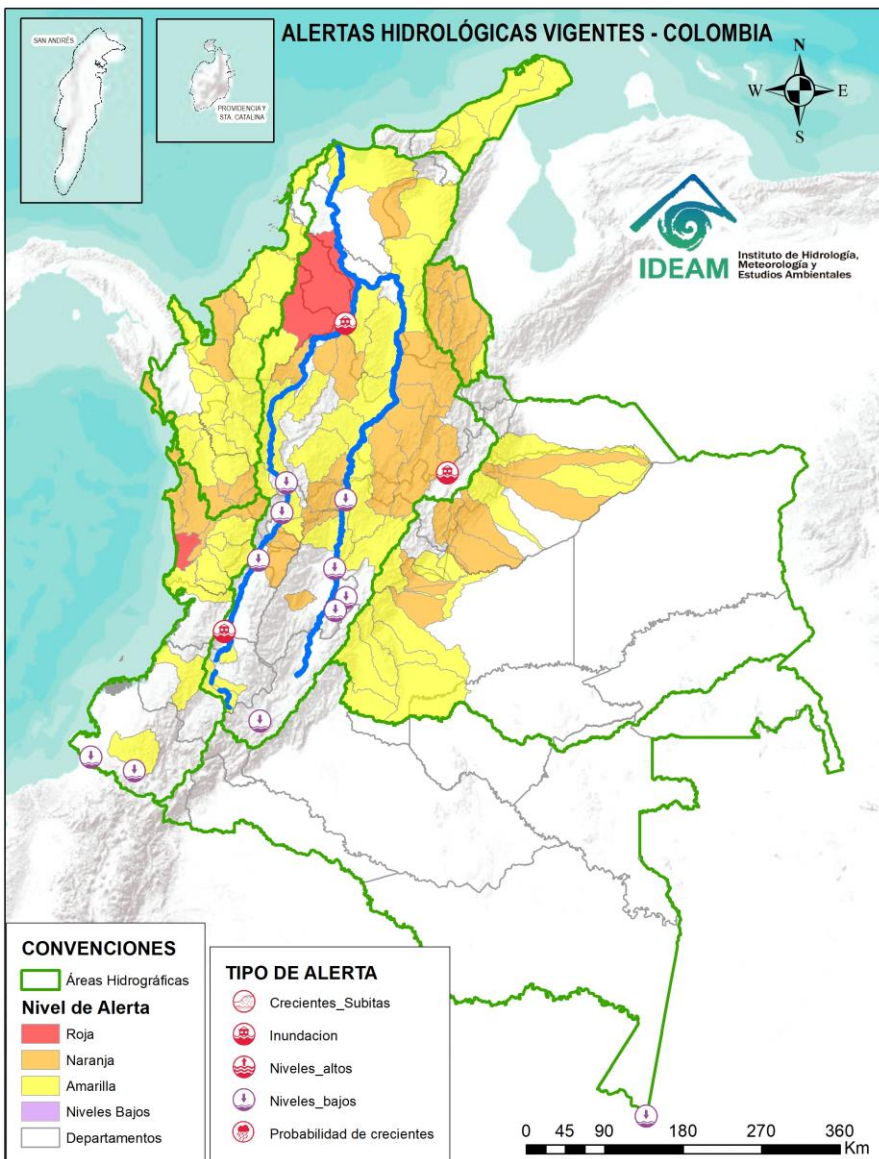 ALERTAS HIDROLÓGICAS VIGENTES - COLOMBIA
SAN ANDRÉS
PROVIDENCIA Y
STA. CATALINA
N
W E
S
IDEAM
Instituto de Hidrología,
Meteorología y
Estudios Ambientales
CONVENCIONES
Áreas Hidrográficas
Nivel de Alerta
Roja
Naranja
Amarilla
Niveles Bajos
Departamentos
TIPO DE ALERTA
Crecientes_Subitas
Inundacion
Niveles_altos
Niveles_bajos
Probabilidad de crecientes
0 45 90 180 270 360
Km